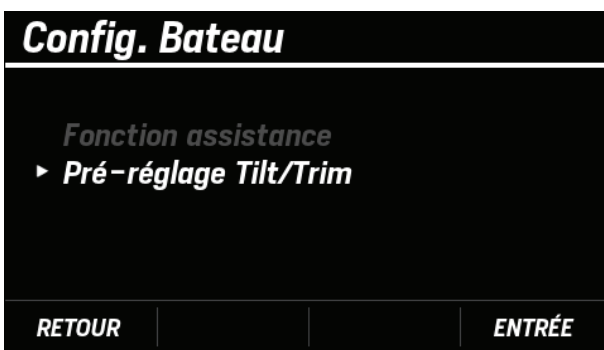 Config. Bateau
Fonction assistance
Pré-réglage Tilt/Trim
RETOUR ENTRÉE